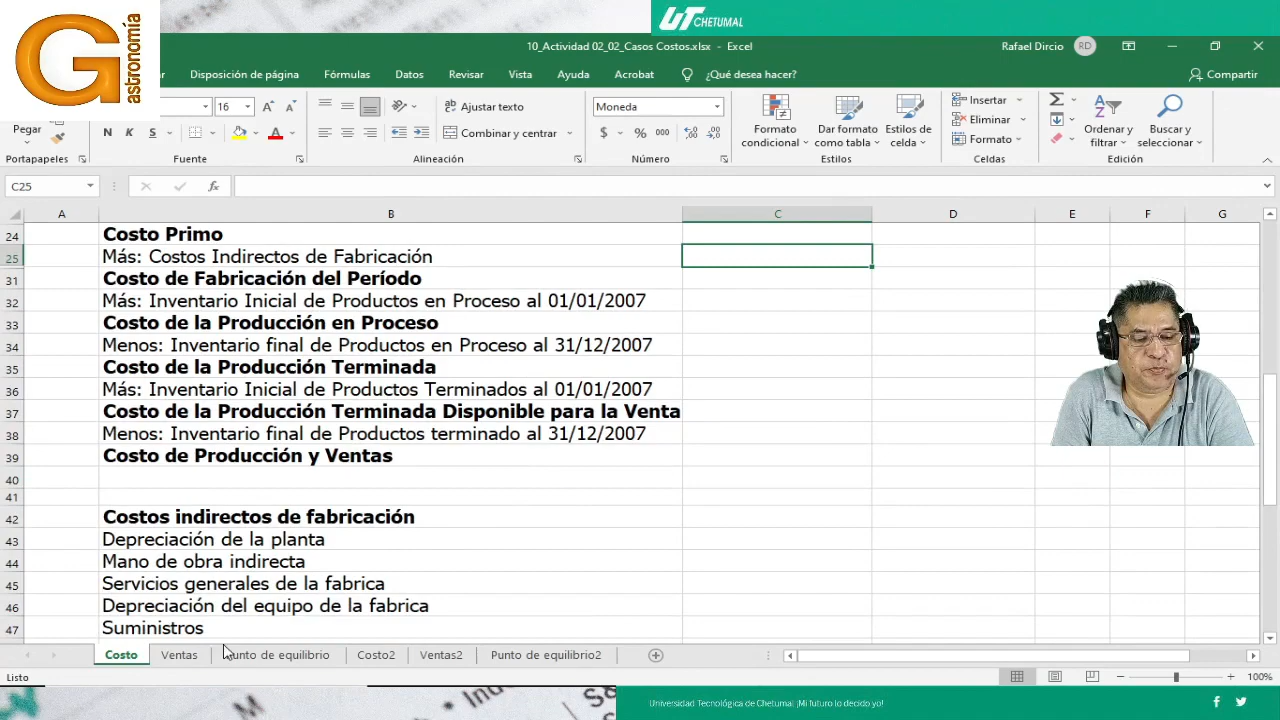 G
astronomía
UT
CHETUMAL
10_Actividad 02_02_Casos Costos.xlsx - Excel
Rafael Dircio
RD
Disposición de página
Fórmulas
Datos
Revisar
Vista
Ayuda
Acrobat
¿Qué desea hacer?
Compartir
16
Ajustar texto
Moneda
Insertar
Pegar
N K S
Combinar y centrar
$ % 000
Formato condicional
Dar formato como tabla
Estilos de celda
Eliminar
Formato
Ordenar y filtrar
Buscar y seleccionar
Portapapeles
Fuente
Alineación
Número
Estilos
Celdas
Edición
C25
fx
A B C D E F G
24 Costo Primo
25 Más: Costos Indirectos de Fabricación
31 Costo de Fabricación del Período
32 Más: Inventario Inicial de Productos en Proceso al 01/01/2007
33 Costo de la Producción en Proceso
34 Menos: Inventario final de Productos en Proceso al 31/12/2007
35 Costo de la Producción Terminada
36 Más: Inventario Inicial de Productos Terminados al 01/01/2007
37 Costo de la Producción Terminada Disponible para la Venta
38 Menos: Inventario final de Productos terminado al 31/12/2007
39 Costo de Producción y Ventas
40
41
42 Costos indirectos de fabricación
43 Depreciación de la planta
44 Mano de obra indirecta
45 Servicios generales de la fabrica
46 Depreciación del equipo de la fabrica
47 Suministros
Costo
Ventas
Punto de equilibrio
Costo2
Ventas2
Punto de equilibrio2
Listo
100%
Universidad Tecnológica de Chetumal ¡Mi futuro lo decido yo!